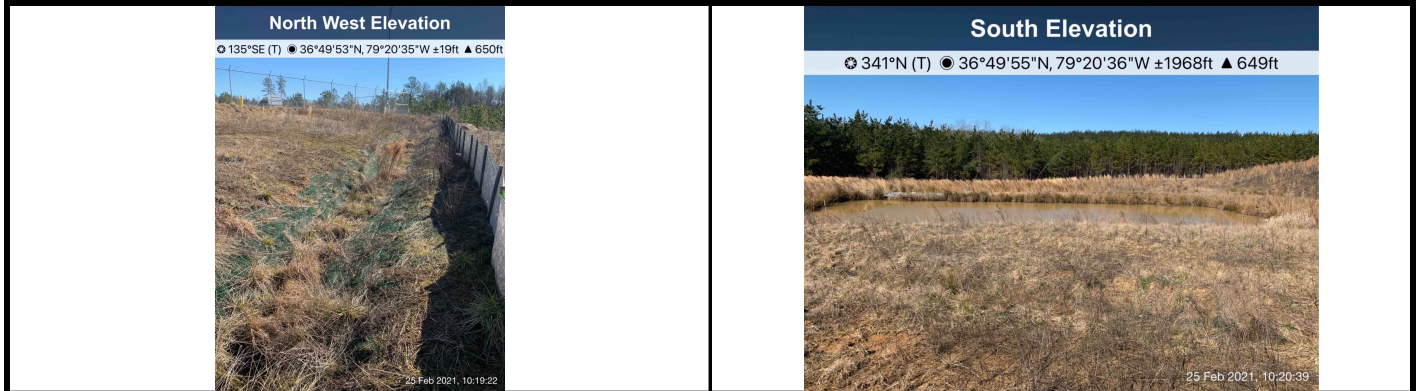 North West Elevation
135°SE (T) 36°49'53"N, 79°20'35"W ±19ft ▲ 650ft
25 Feb 2021, 10:19:22
South Elevation
341°N (T) 36°49'55"N, 79°20'36"W ±1968ft ▲ 649ft
25 Feb 2021, 10:20:39